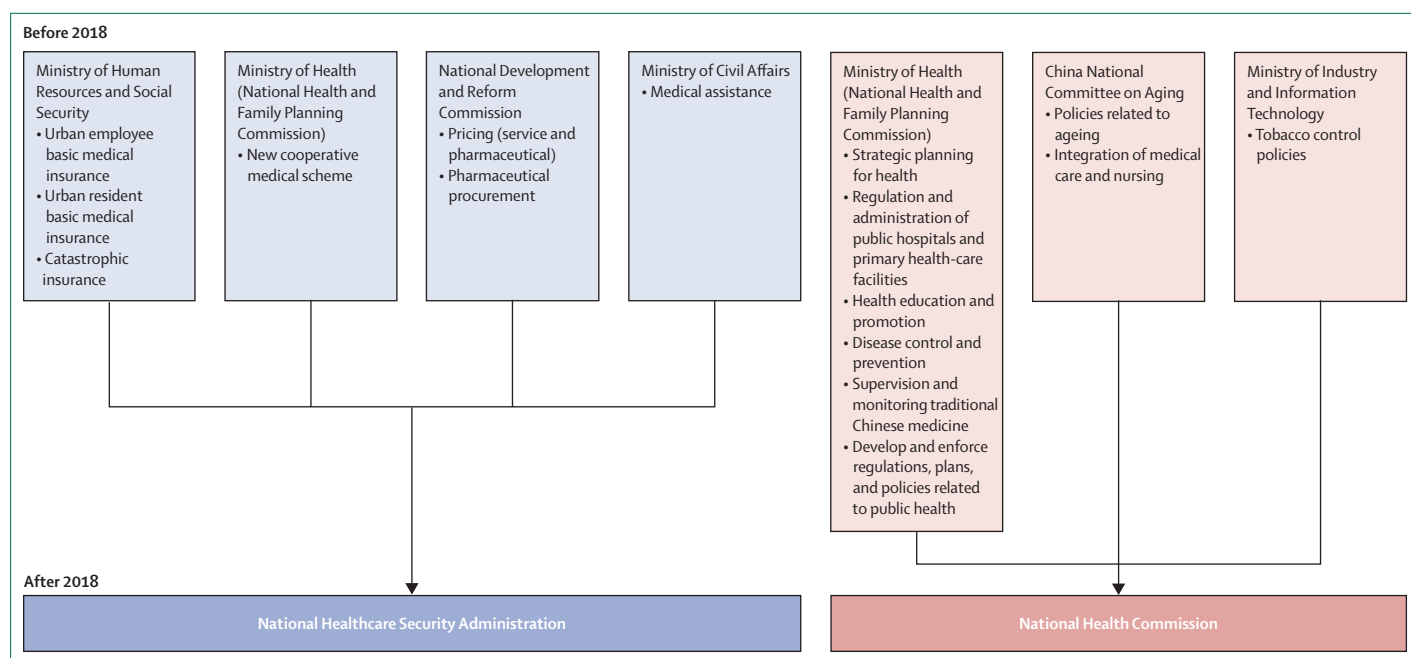 Before 2018
Ministry of Human
Resources and Social
Security
• Urban employee
basic medical
insurance
• Urban resident
basic medical
insurance
• Catastrophic
insurance
Ministry of Health
(National Health and
Family Planning
Commission)
• New cooperative
medical scheme
National Development
and Reform
Commission
• Pricing (service and
pharmaceutical)
• Pharmaceutical
procurement
Ministry of Civil Affairs
• Medical assistance
Ministry of Health
(National Health and
Family Planning
Commission)
• Strategic planning
for health
• Regulation and
administration of
public hospitals and
primary health-care
facilities
• Health education and
promotion
• Disease control and
prevention
• Supervision and
monitoring traditional
Chinese medicine
• Develop and enforce
regulations, plans,
and policies related
to public health
China National
Committee on Aging
• Policies related to
ageing
• Integration of medical
care and nursing
Ministry of Industry
and Information
Technology
• Tobacco control
policies
After 2018
National Healthcare Security Administration
National Health Commission